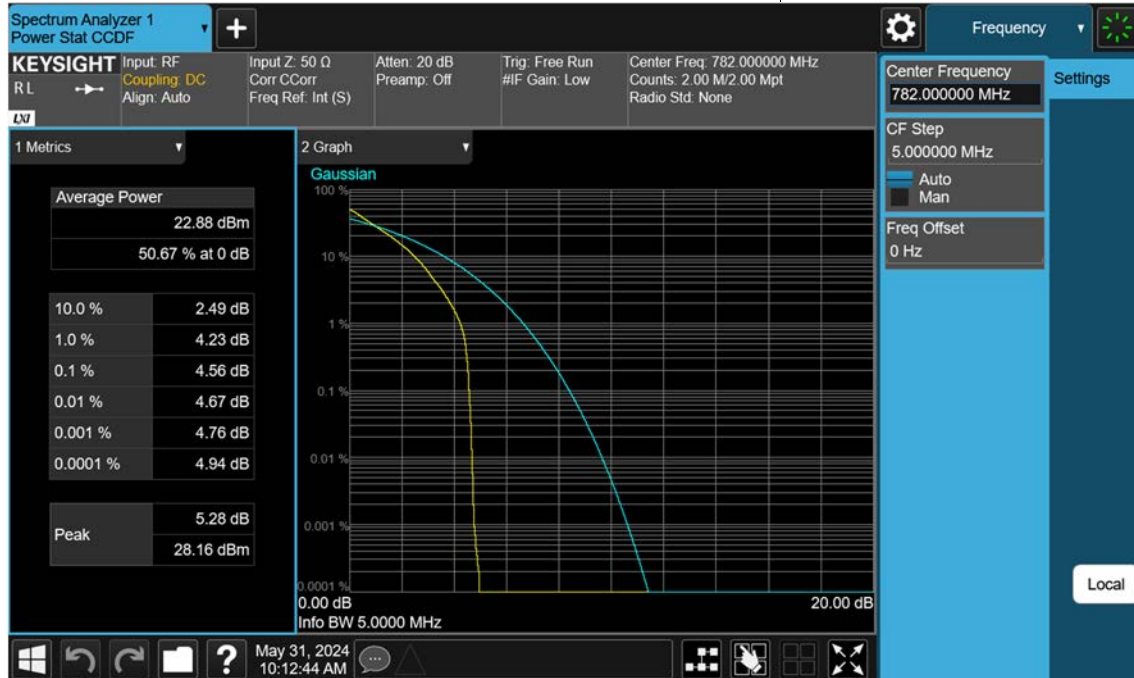 Spectrum Analyzer 1
Power Stat CCDF
+
Frequency
KEYSIGHT
R L
LXI
Input: RF
Coupling: DC
Align: Auto
Input Z: 50 Ω
Corr CCorr
Freq Ref: Int (S)
Atten: 20 dB
Preamp: Off
Trig: Free Run
#IF Gain: Low
Center Freq: 782.000000 MHz
Counts: 2.00 M/2.00 Mpt
Radio Std: None
Center Frequency
782.000000 MHz
Settings
CF Step
5.000000 MHz
Auto
Man
Freq Offset
0 Hz
1 Metrics
Average Power
22.88 dBm
50.67 % at 0 dB
10.0 % 2.49 dB
1.0 % 4.23 dB
0.1 % 4.56 dB
0.01 % 4.67 dB
0.001 % 4.76 dB
0.0001 % 4.94 dB
Peak
5.28 dB
28.16 dBm
2 Graph
Gaussian
100 %
10 %
1 %
0.1 %
0.01 %
0.001 %
0.0001 %
0.00 dB 20.00 dB
Info BW 5.0000 MHz
Local
?
May 31, 2024
10:12:44 AM